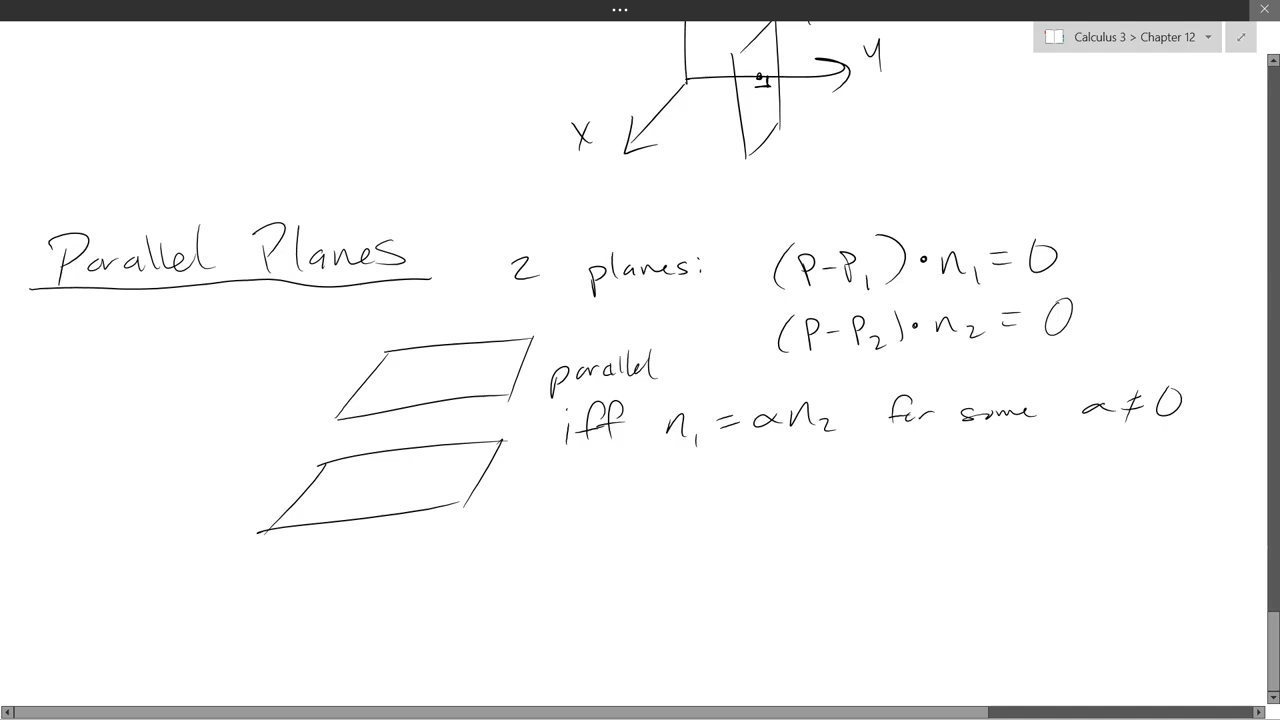 ...
Calculus 3 > Chapter 12
y
x
Parallel Planes 2 planes: (P-P₁)·n₁=0
(P-P₂)·n₂=0
parallel
iff n₁=αn₂ for some α≠0